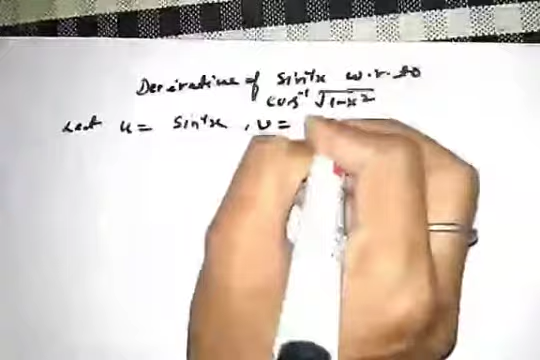 Derivative of sin⁻¹x w.r.to
cos⁻¹ √1-x²
Let u = sin⁻¹x , v =